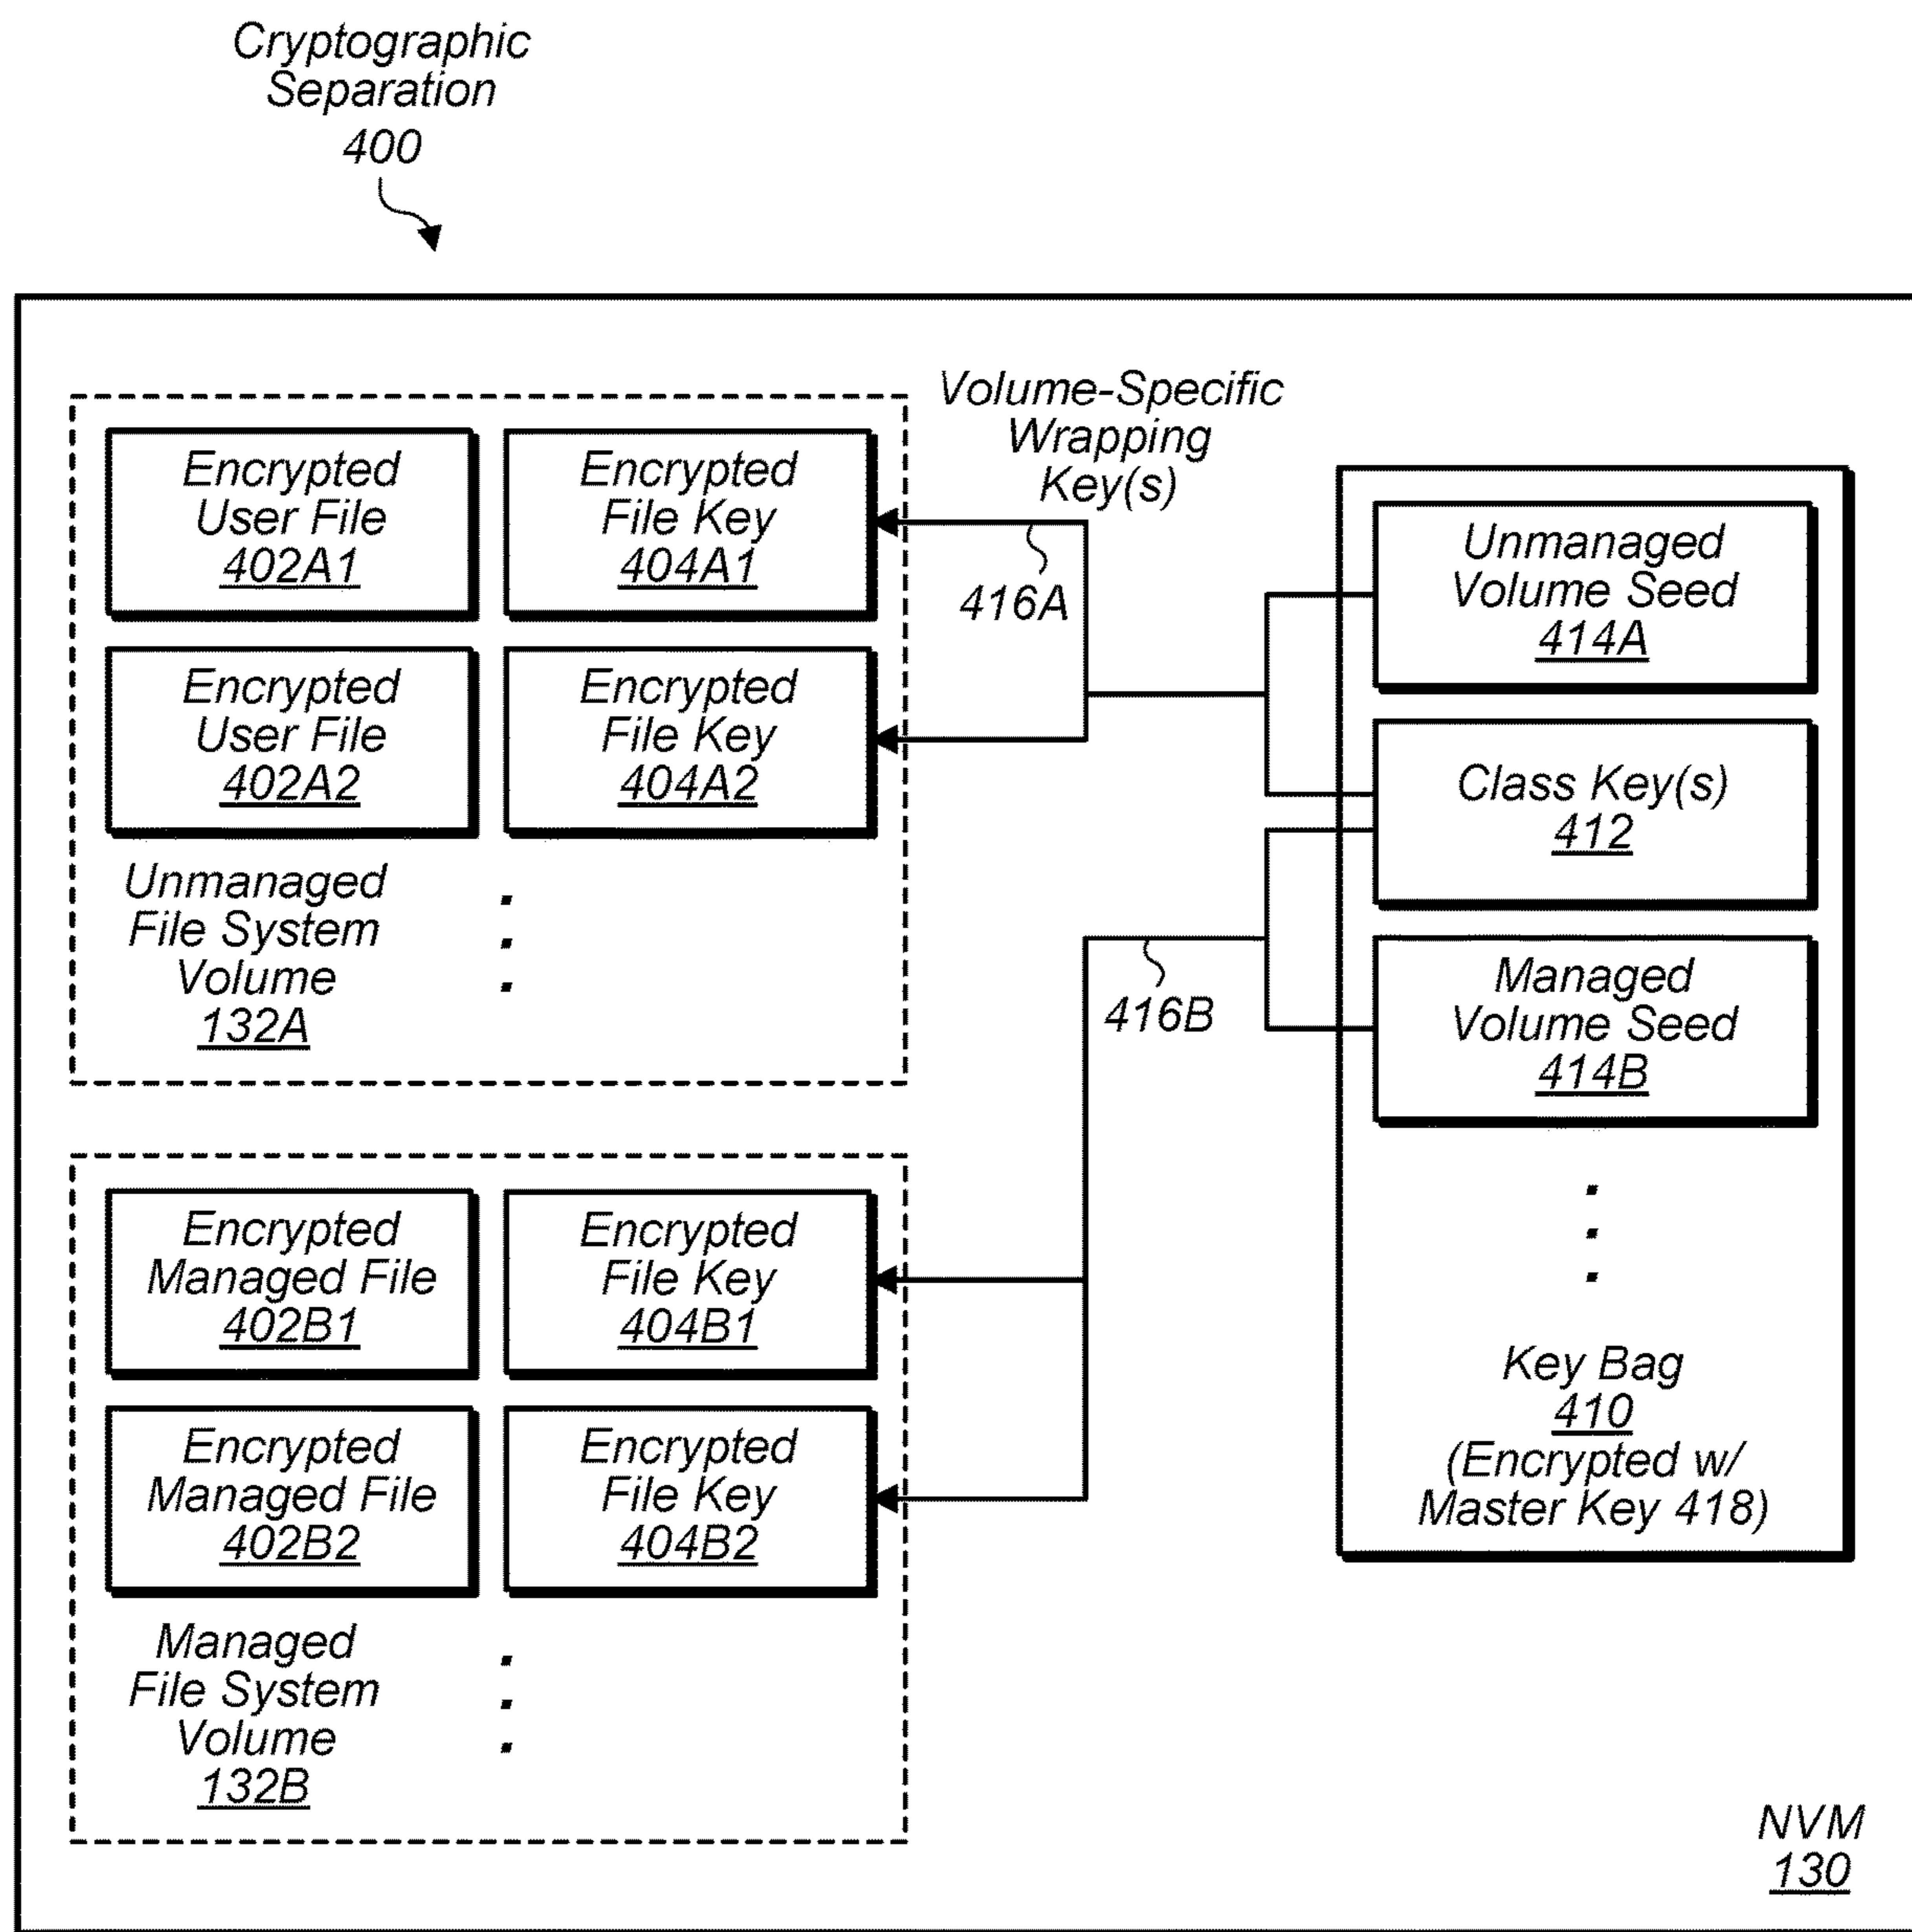 Cryptographic
Separation
400
Volume-Specific
Wrapping
Key(s)
Encrypted
User File
402A1
Encrypted
File Key
404A1
416A
Encrypted
User File
402A2
Encrypted
File Key
404A2
Unmanaged
File System
Volume
132A
Unmanaged
Volume Seed
414A
Class Key(s)
412
Managed
Volume Seed
414B
416B
Encrypted
Managed File
402B1
Encrypted
File Key
404B1
Encrypted
Managed File
402B2
Encrypted
File Key
404B2
Managed
File System
Volume
132B
Key Bag
410
(Encrypted w/
Master Key 418)
NVM
130